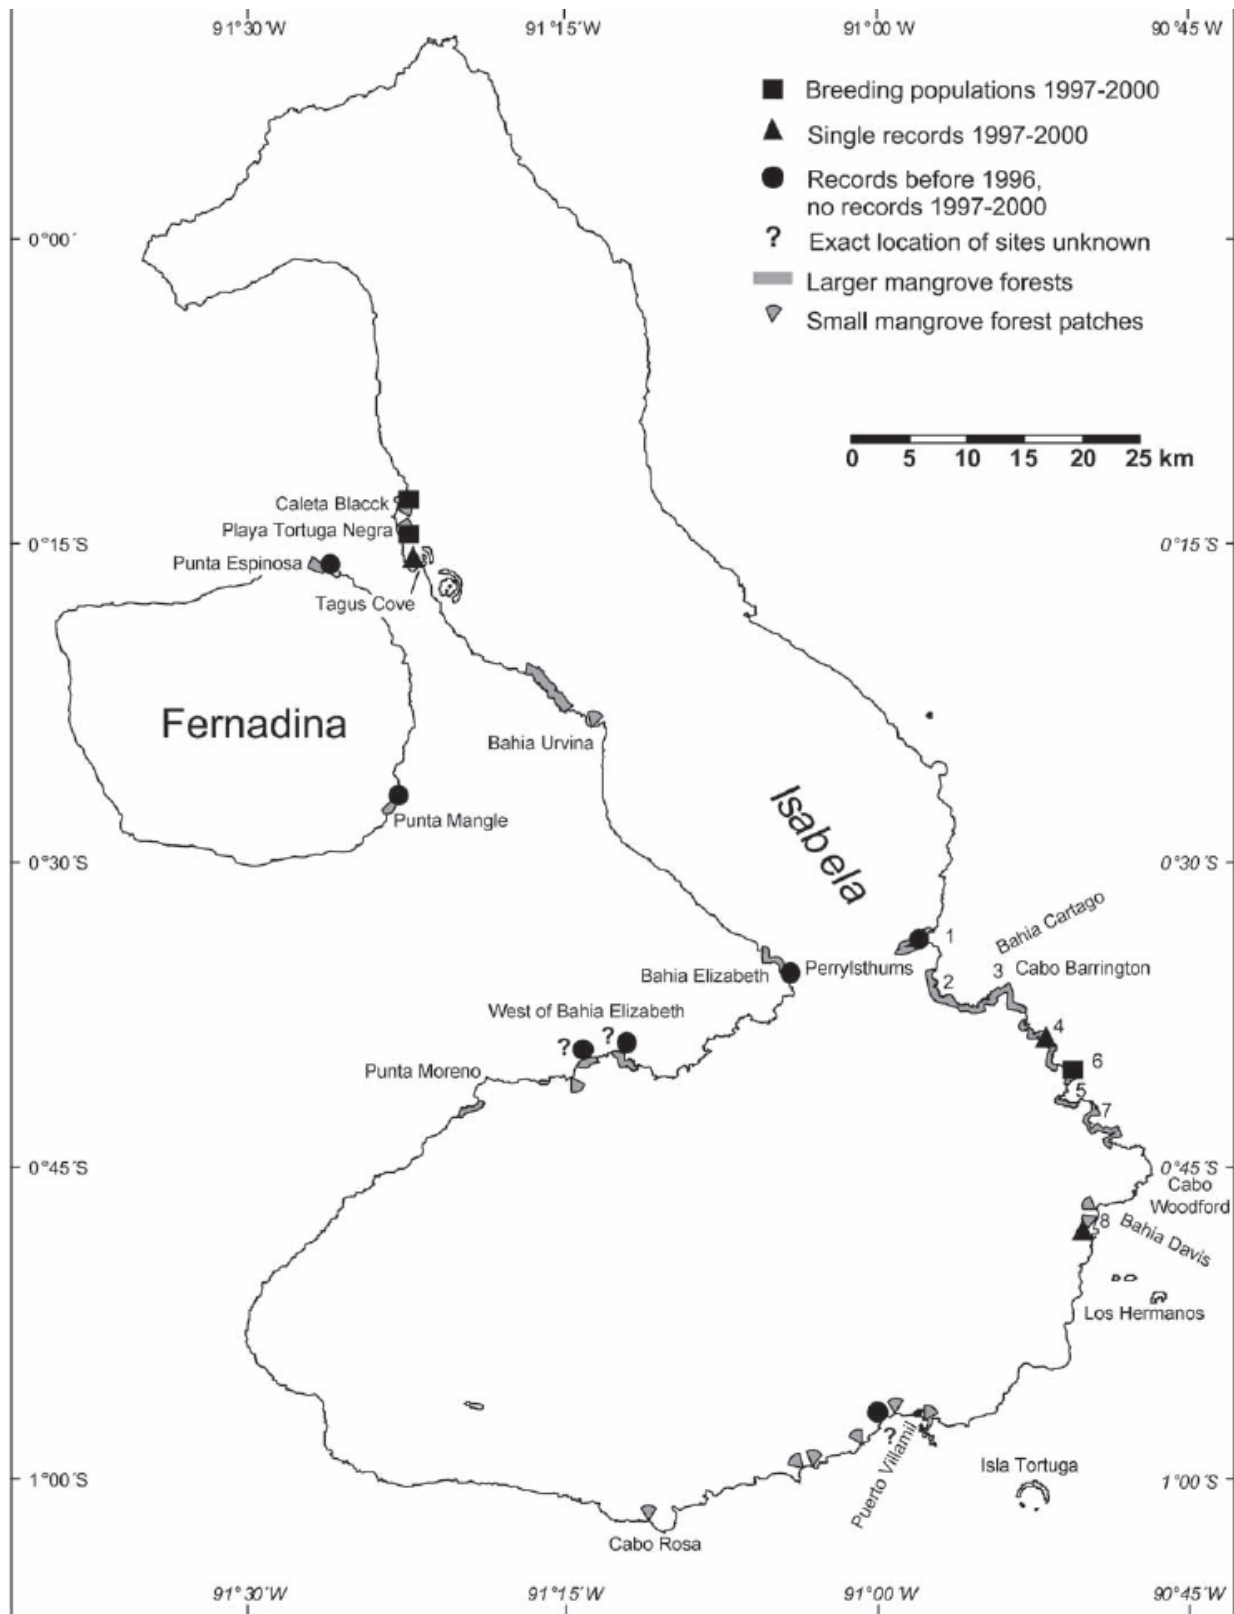 91°30´W 91°15´W 91°00´W 90°45´W
Breeding populations 1997-2000
Single records 1997-2000
Records before 1996,
no records 1997-2000
? Exact location of sites unknown
Larger mangrove forests
Small mangrove forest patches
0°00´
0 5 10 15 20 25 km
Caleta Blacck
Playa Tortuga Negra
0°15´S 0°15´S
Punta Espinosa
Tagus Cove
Fernadina
Bahia Urvina
Isabela
Punta Mangle
0°30´S 0°30´S
Bahia Cartago
1
Bahia Elizabeth
PerryIsthums
2
3
Cabo Barrington
West of Bahia Elizabeth
? ?
4
Punta Moreno
6
5
7
0°45´S 0°45´S
Cabo
Woodford
8
Bahia Davis
Los Hermanos
?
Puerto Villamil
Isla Tortuga
1°00´S 1°00´S
Cabo Rosa
91°30´W 91°15´W 91°00´W 90°45´W